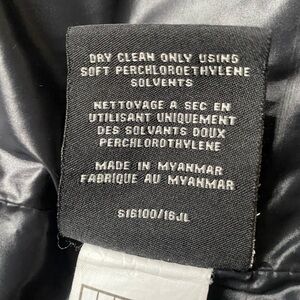 DRY CLEAN ONLY USING
SOFT PERCHLOROETHYLENE
SOLVENTS
NETTOYAGE A SEC EN
UTILISANT UNIQUEMENT
DES SOLVANTS DOUX
PERCHLOROTHYLENE
MADE IN MYANMAR
FABRIQUE AU MYANMAR
S16100/16JL